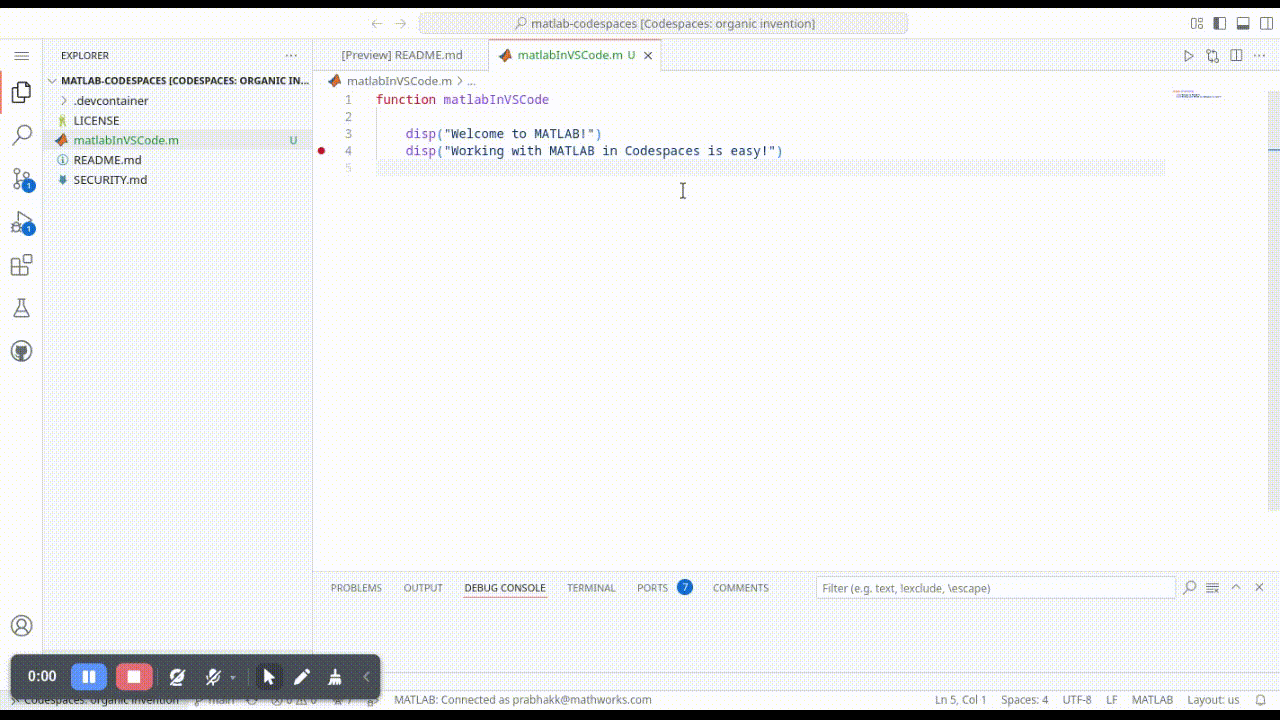 matlab-codespaces [Codespaces: organic invention]
EXPLORER
MATLAB-CODESPACES [CODESPACES: ORGANIC IN...
.devcontainer
LICENSE
matlabInVSCode.m U
README.md
SECURITY.md
1
1
[Preview] README.md
matlabInVSCode.m U
matlabInVSCode.m > ...
1 function matlabInVSCode
2
3 disp("Welcome to MATLAB!")
4 disp("Working with MATLAB in Codespaces is easy!")
5
PROBLEMS OUTPUT DEBUG CONSOLE TERMINAL PORTS 7 COMMENTS
Filter (e.g. text, !exclude, \escape)
0:00
Codespaces: organic invention main
MATLAB: Connected as prabhakk@mathworks.com
Ln 5, Col 1 Spaces: 4 UTF-8 LF MATLAB Layout: us